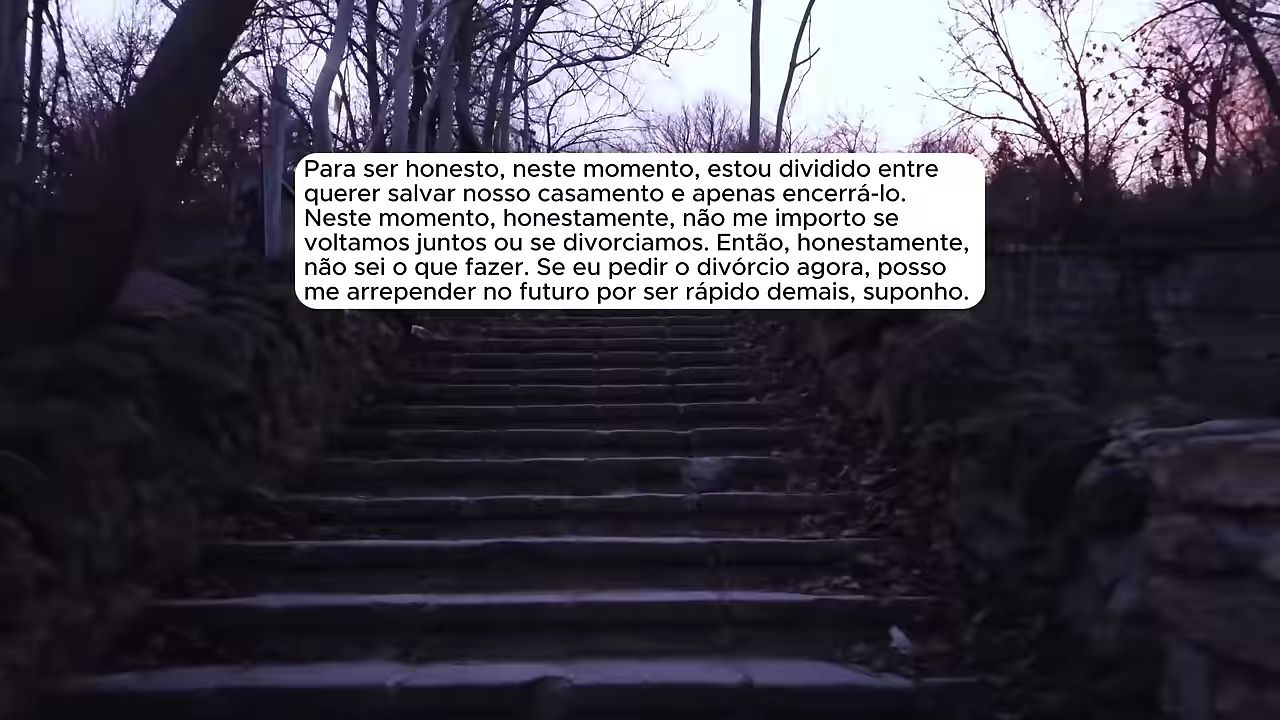 Para ser honesto, neste momento, estou dividido entre
querer salvar nosso casamento e apenas encerrá-lo.
Neste momento, honestamente, não me importo se
voltamos juntos ou se divorciamos. Então, honestamente,
não sei o que fazer. Se eu pedir o divórcio agora, posso
me arrepender no futuro por ser rápido demais, suponho.